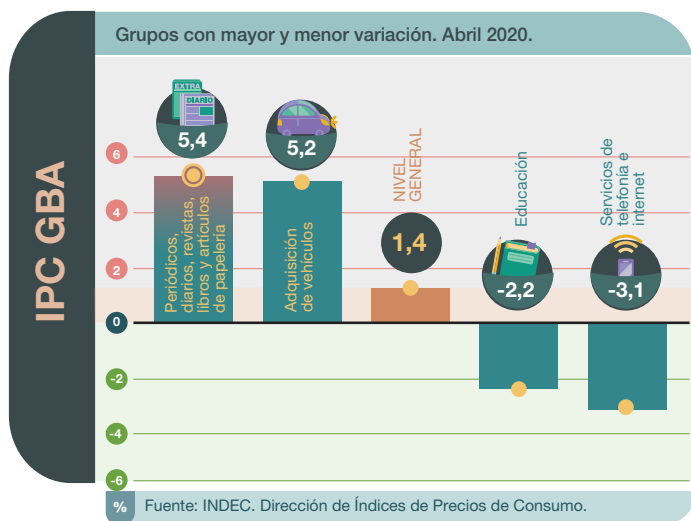 Grupos con mayor y menor variación. Abril 2020.
IPC GBA
EXTRA
DIARIO
5,4
5,2
NIVEL
GENERAL
1,4
Educación
-2,2
Servicios de
telefonía e
internet
-3,1
6
4
2
0
-2
-4
-6
Periódicos,
diarios, revistas,
libros y artículos
de papelería
Adquisición
de vehículos
%
Fuente: INDEC. Dirección de Índices de Precios de Consumo.